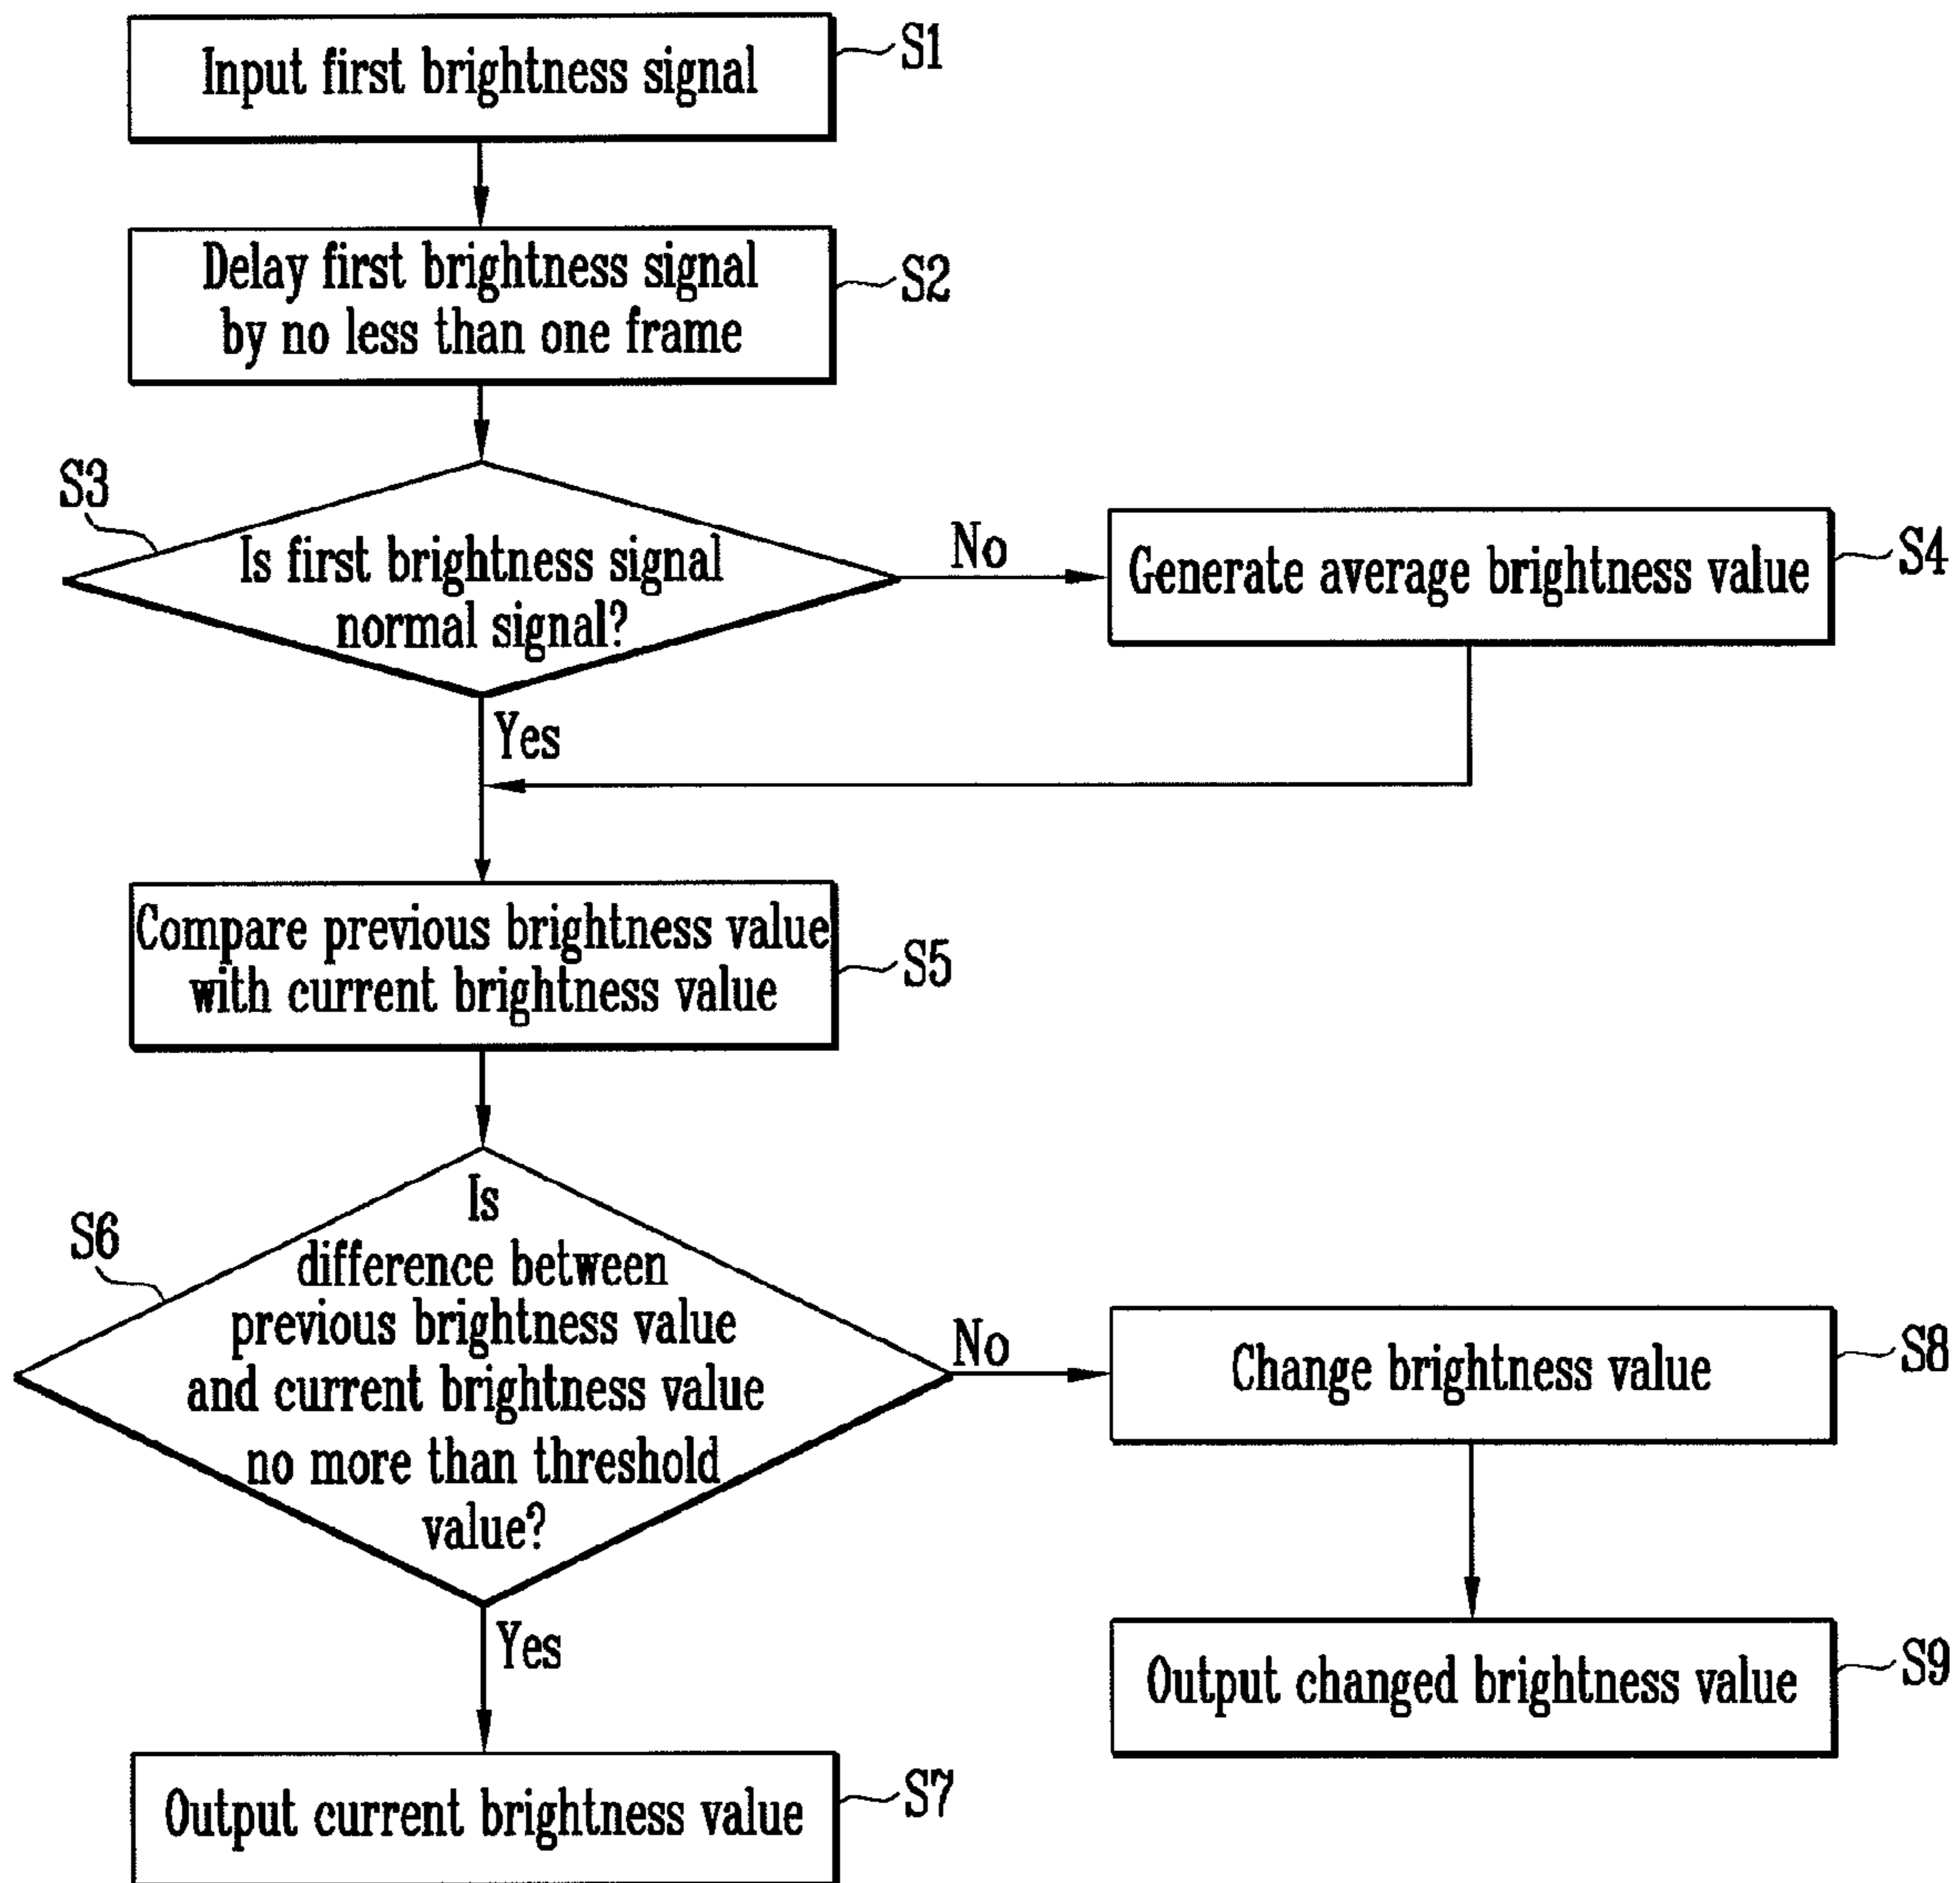 Input first brightness signal
S1
Delay first brightness signal
by no less than one frame
S2
S3
Is first brightness signal
normal signal?
No
Generate average brightness value
S4
Yes
Compare previous brightness value
with current brightness value
S5
S6
Is
difference between
previous brightness value
and current brightness value
no more than threshold
value?
No
Change brightness value
S8
Yes
Output changed brightness value
S9
Output current brightness value
S7